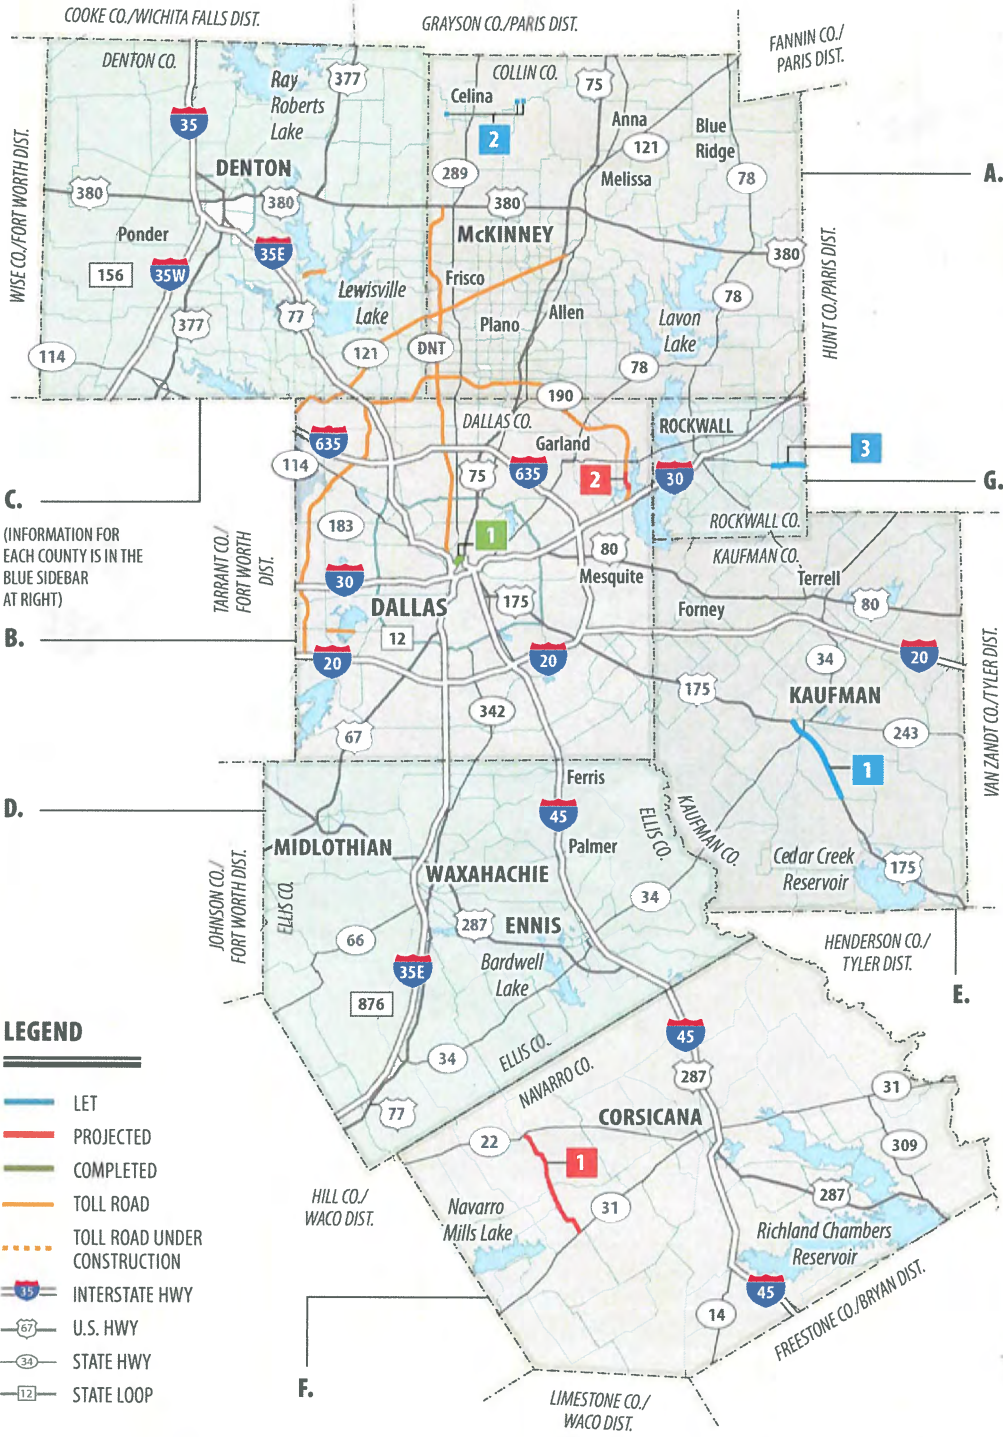 COOKE CO./WICHITA FALLS DIST.
GRAYSON CO./PARIS DIST.
FANNIN CO./
PARIS DIST.
DENTON CO.
COLLIN CO.
Ray
Roberts
Lake
377
75
Celina
35
2
Anna
121
Blue
Ridge
DENTON
289
Melissa
78
A.
380
380
380
WISE CO./FORT WORTH DIST.
Ponder
McKINNEY
380
HUNT CO./PARIS DIST.
156
35W
35E
Frisco
Lewisville
Lake
78
377
77
Plano
Allen
Lavon
Lake
114
121
DNT
78
190
DALLAS CO.
ROCKWALL
635
Garland
3
114
75
635
2
30
G.
C.
183
1
ROCKWALL CO.
(INFORMATION FOR
EACH COUNTY IS IN THE
BLUE SIDEBAR
AT RIGHT)
TARRANT CO./
FORT WORTH
DIST.
80
KAUFMAN CO.
30
Mesquite
Terrell
DALLAS
175
Forney
80
B.
12
20
20
34
20
VAN ZANDT CO./TYLER DIST.
175
KAUFMAN
342
67
243
1
Ferris
D.
45
ELLIS CO.
KAUFMAN CO.
MIDLOTHIAN
Palmer
Cedar Creek
Reservoir
175
JOHNSON CO./
FORT WORTH DIST.
ELLIS CO.
WAXAHACHIE
34
287
ENNIS
66
HENDERSON CO./
TYLER DIST.
35E
Bardwell
Lake
E.
876
LEGEND
45
34
ELLIS CO.
NAVARRO CO.
287
31
LET
77
CORSICANA
PROJECTED
22
309
COMPLETED
1
TOLL ROAD
HILL CO./
WACO DIST.
Navarro
Mills Lake
31
287
TOLL ROAD UNDER
CONSTRUCTION
Richland Chambers
Reservoir
35
INTERSTATE HWY
45
67
U.S. HWY
14
FREESTONE CO./BRYAN DIST.
34
STATE HWY
12
STATE LOOP
F.
LIMESTONE CO./
WACO DIST.